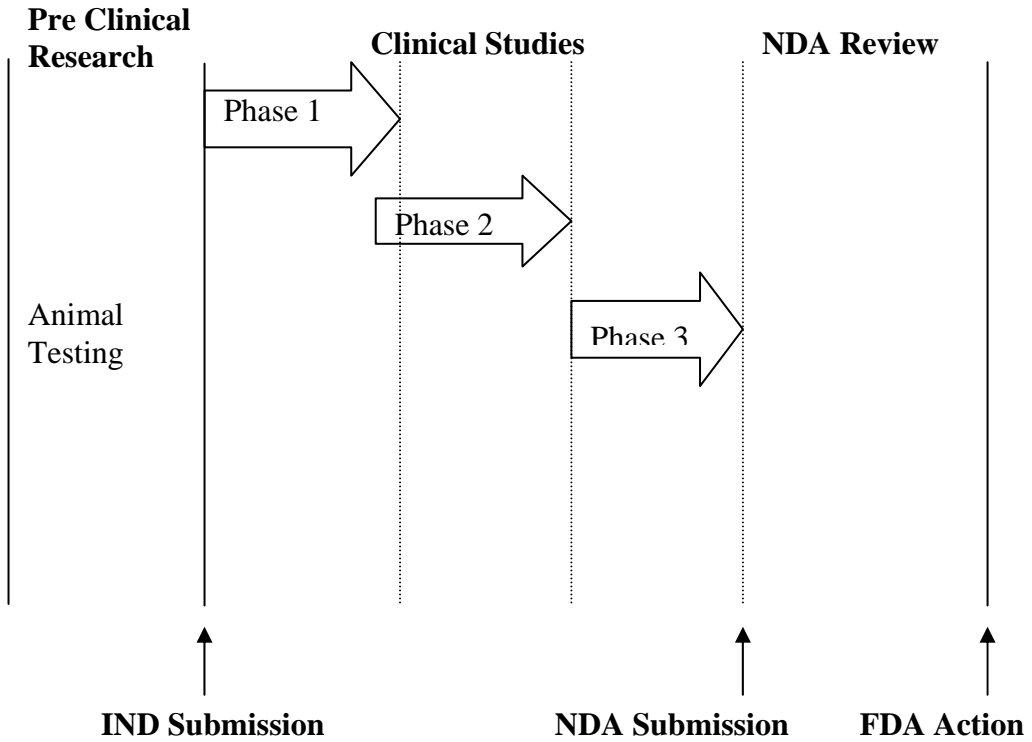 Pre Clinical
Research
Clinical Studies
NDA Review
Phase 1
Phase 2
Phase 3
Animal
Testing
IND Submission
NDA Submission
FDA Action